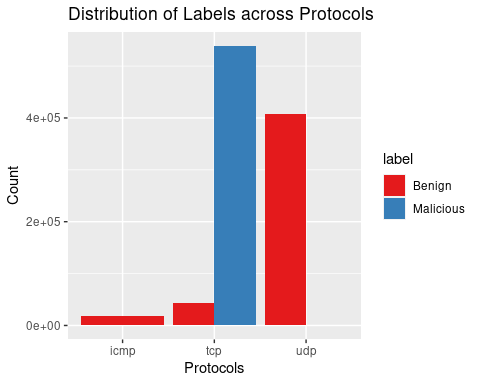 Distribution of Labels across Protocols
Count
4e+05
2e+05
0e+00
icmp tcp udp
Protocols
label
Benign
Malicious